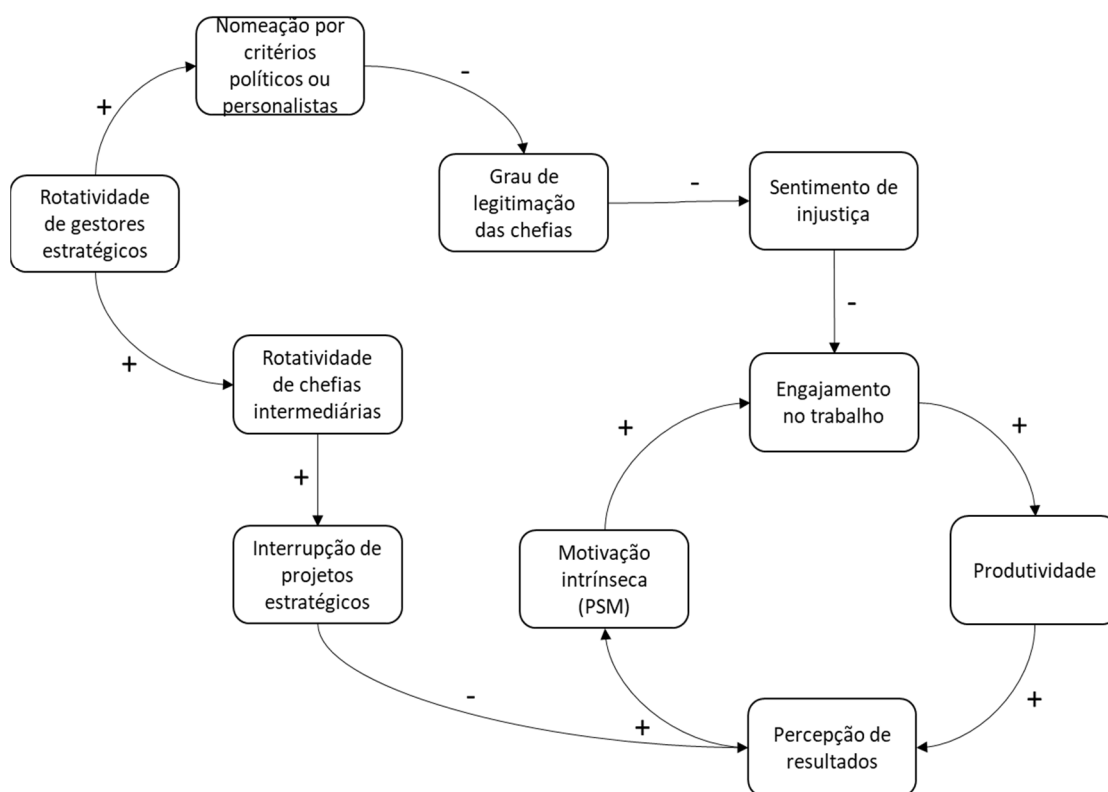 Nomeação por
critérios
políticos ou
personalistas
-
+
Grau de
legitimação
das chefias
-
Sentimento de
injustiça
Rotatividade
de gestores
estratégicos
-
+
Rotatividade
de chefias
intermediárias
Engajamento
no trabalho
+
+
+
Interrupção de
projetos
estratégicos
Motivação
intrínseca
(PSM)
Produtividade
-
+
+
Percepção de
resultados